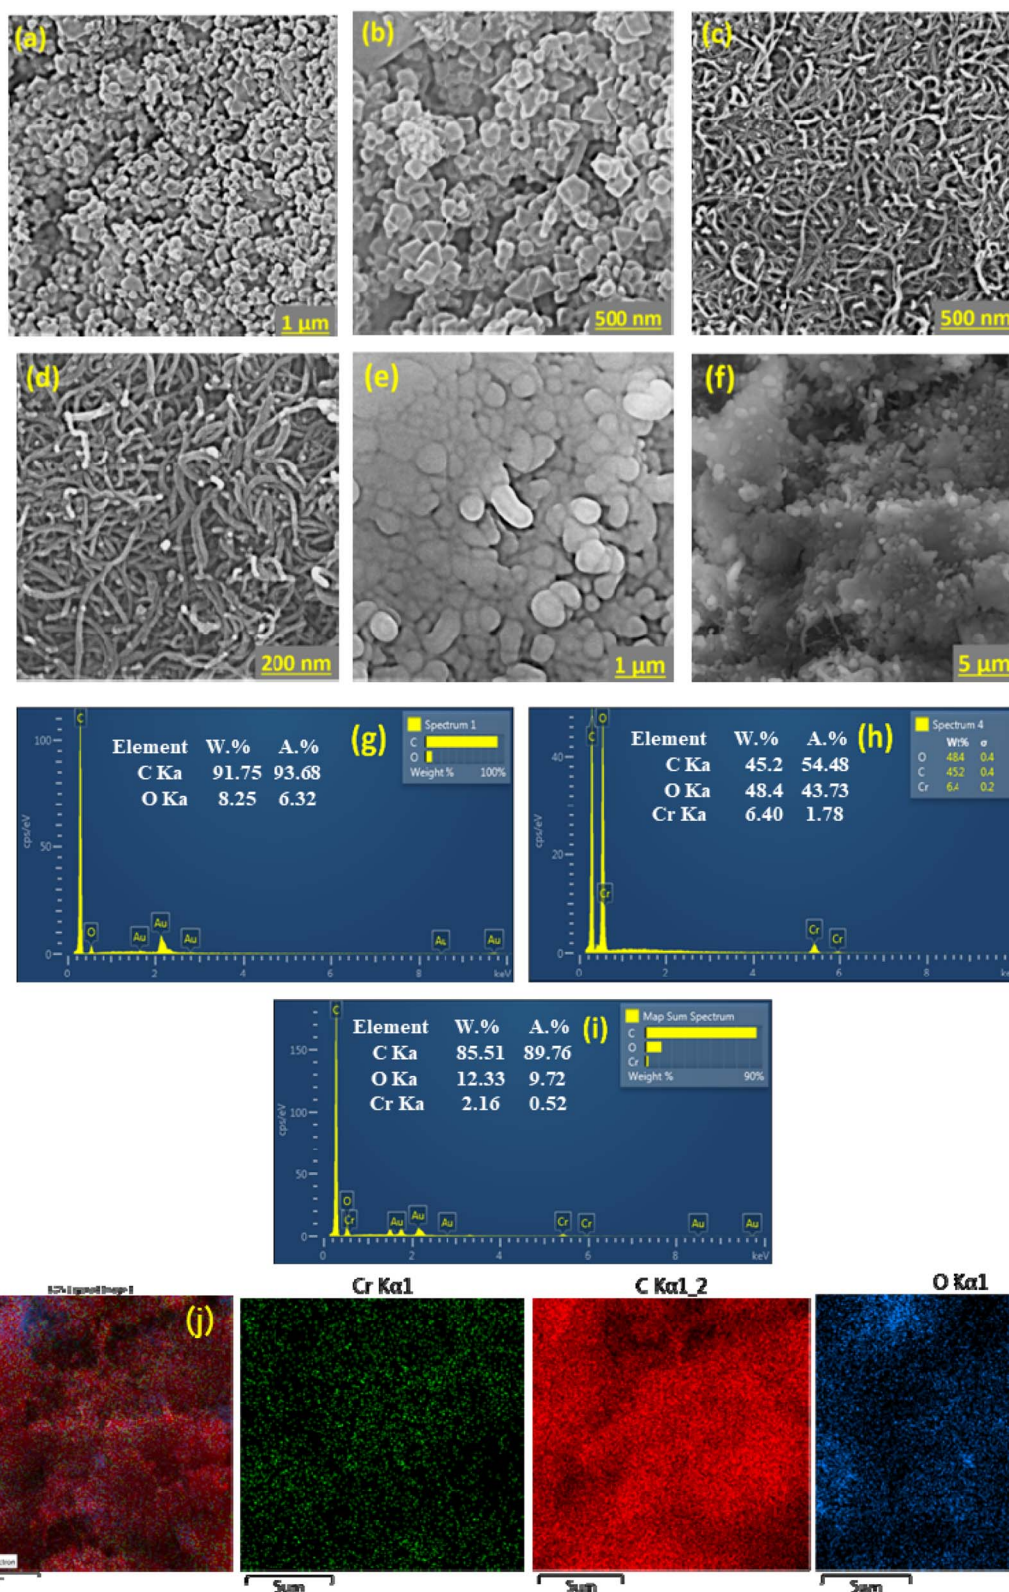 (a)
(b)
(c)
1 µm
500 nm
500 nm
(d)
(e)
(f)
200 nm
1 µm
5 µm
(g)
Spectrum 1
C
O
Weight % 100%
Element W.% A.%
C Ka 91.75 93.68
O Ka 8.25 6.32
cps/eV
100
50
0
C
O
Au
Au
Au
Au
0 2 4 6 8 keV
(h)
Spectrum 4
Wt% σ
O 48.4 0.4
C 45.2 0.4
Cr 6.4 0.2
Element W.% A.%
C Ka 45.2 54.48
O Ka 48.4 43.73
Cr Ka 6.40 1.78
cps/eV
40
20
0
C
O
Cr
Cr
Cr
0 2 4 6 8
(i)
Map Sum Spectrum
C
O
Cr
Weight % 90%
Element W.% A.%
C Ka 85.51 89.76
O Ka 12.33 9.72
Cr Ka 2.16 0.52
cps/eV
150
100
50
0
C
O
Cr
Au
Au
Au
Cr
Cr
Au
Au
0 2 4 6 8 keV
Cr Kα1
C Kα1_2
O Kα1
(j)
5µm
5µm
5µm